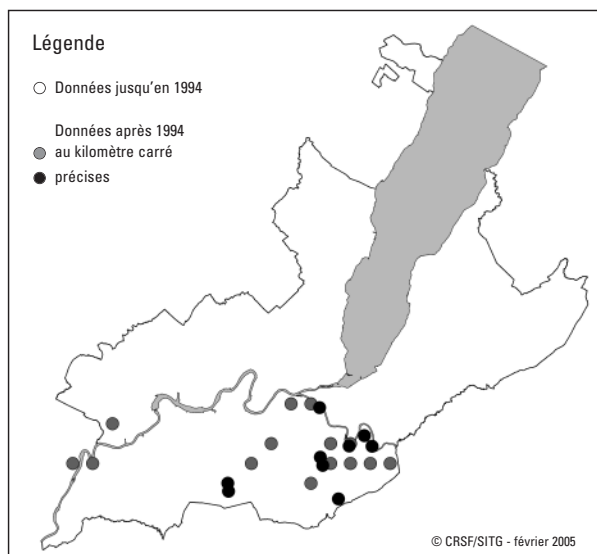 Légende
Données jusqu'en 1994
Données après 1994
au kilomètre carré
précises
© CRSF/SITG - février 2005